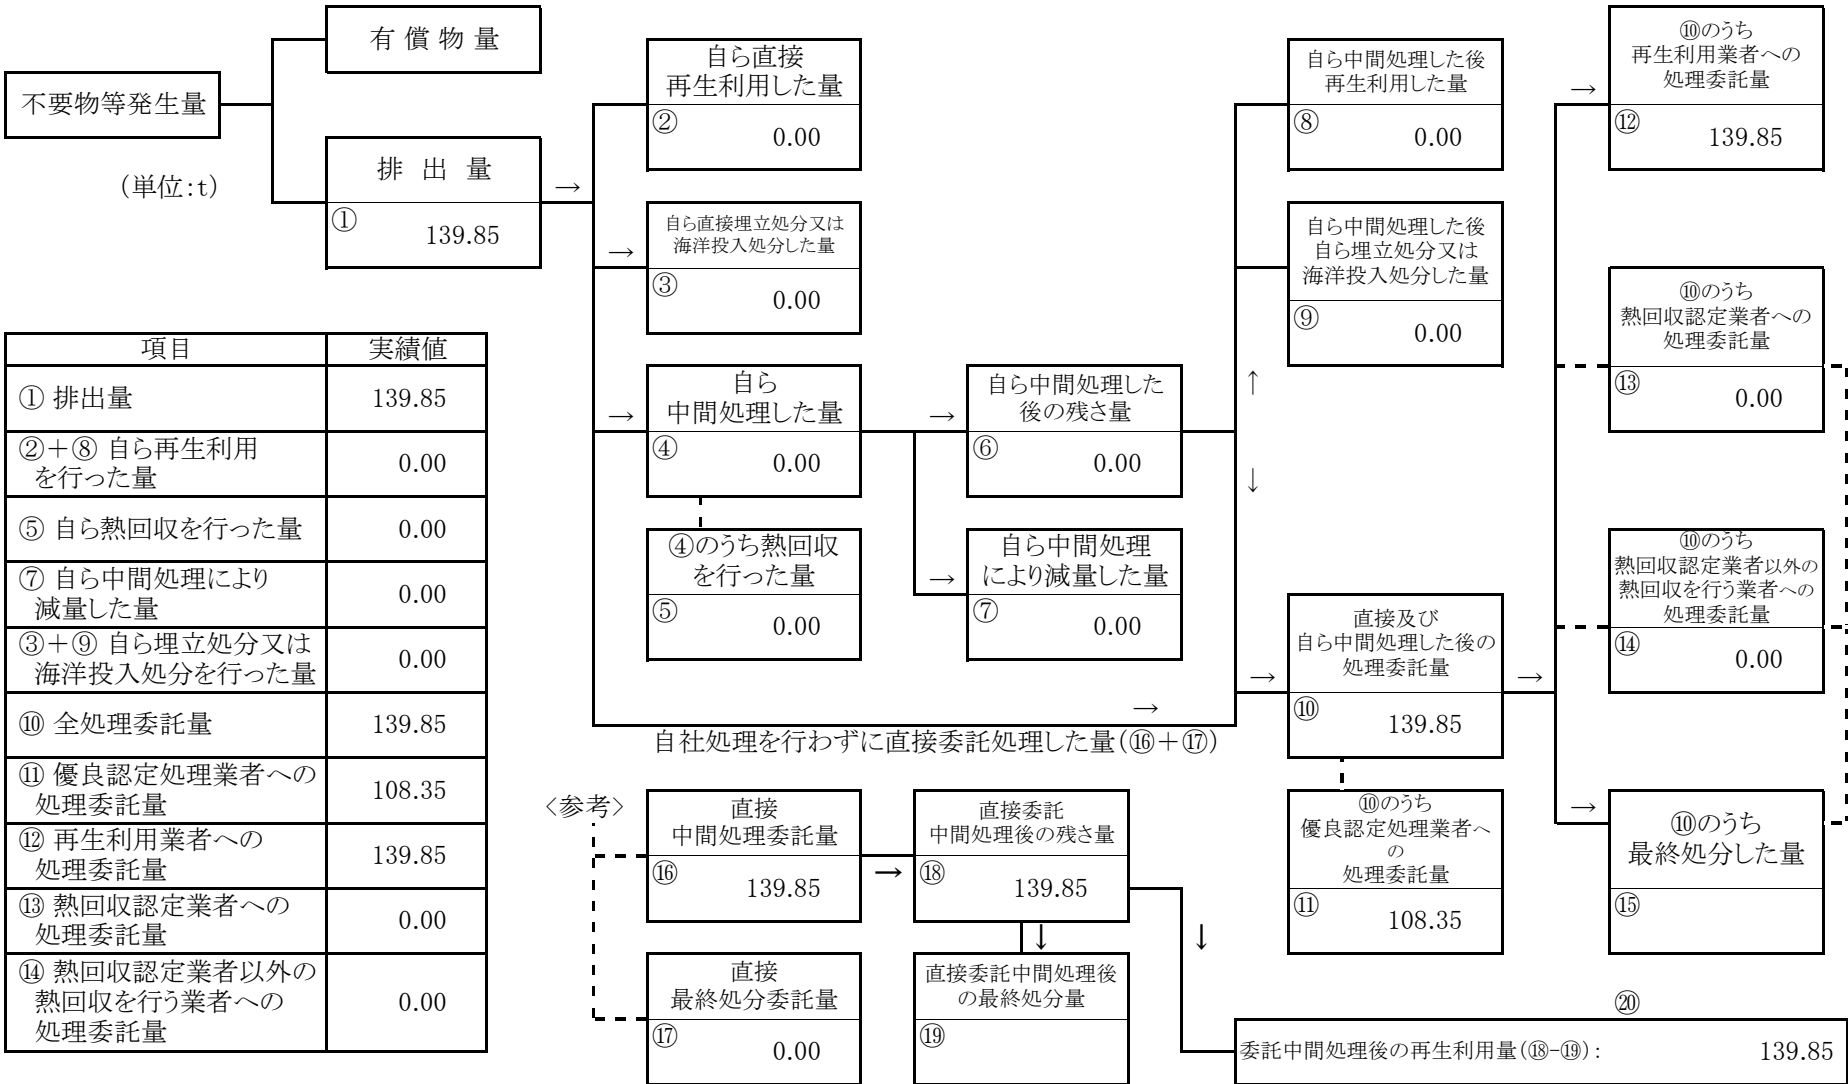 不要物等発生量
有 償 物 量
排 出 量
① 139.85
(単位:t)
→
自ら直接
再生利用した量
② 0.00
→
自ら直接埋立処分又は
海洋投入処分した量
③ 0.00
→
自ら
中間処理した量
④ 0.00
④のうち熱回収
を行った量
⑤ 0.00
→
自ら中間処理した
後の残さ量
⑥ 0.00
→
自ら中間処理
により減量した量
⑦ 0.00
自ら中間処理した後
再生利用した量
⑧ 0.00
自ら中間処理した後
自ら埋立処分又は
海洋投入処分した量
⑨ 0.00
↑
↓
→
直接及び
自ら中間処理した後の
処理委託量
⑩ 139.85
⑩のうち
優良認定処理業者へ
の
処理委託量
⑪ 108.35
→
→
⑩のうち
再生利用業者への
処理委託量
⑫ 139.85
⑩のうち
熱回収認定業者への
処理委託量
⑬ 0.00
⑩のうち
熱回収認定業者以外の
熱回収を行う業者への
処理委託量
⑭ 0.00
→
⑩のうち
最終処分した量
⑮
→
自社処理を行わずに直接委託処理した量(⑯+⑰)
<参考>
直接
中間処理委託量
⑯ 139.85
→
直接委託
中間処理後の残さ量
⑱ 139.85
↓
↓
直接
最終処分委託量
⑰ 0.00
直接委託中間処理後
の最終処分量
⑲
⑳
委託中間処理後の再生利用量(⑱-⑲): 139.85
項目 実績値
① 排出量 139.85
②+⑧ 自ら再生利用
を行った量 0.00
⑤ 自ら熱回収を行った量 0.00
⑦ 自ら中間処理により
減量した量 0.00
③+⑨ 自ら埋立処分又は
海洋投入処分を行った量 0.00
⑩ 全処理委託量 139.85
⑪ 優良認定処理業者への
処理委託量 108.35
⑫ 再生利用業者への
処理委託量 139.85
⑬ 熱回収認定業者への
処理委託量 0.00
⑭ 熱回収認定業者以外の
熱回収を行う業者への
処理委託量 0.00